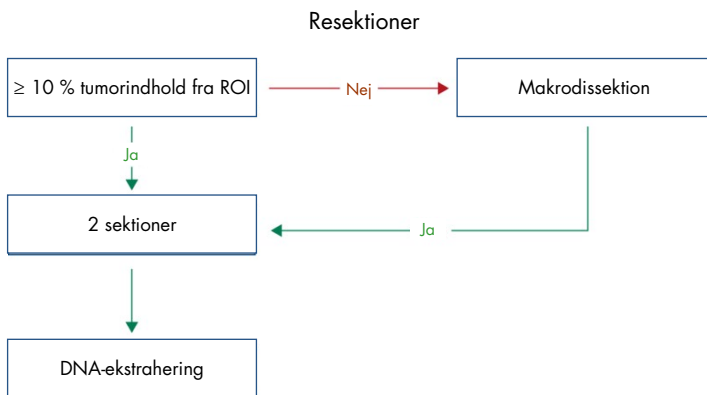 Resektioner
≥ 10 % tumorindhold fra ROI
Nej
Makrodissektion
Ja
2 sektioner
Ja
DNA-ekstrahering